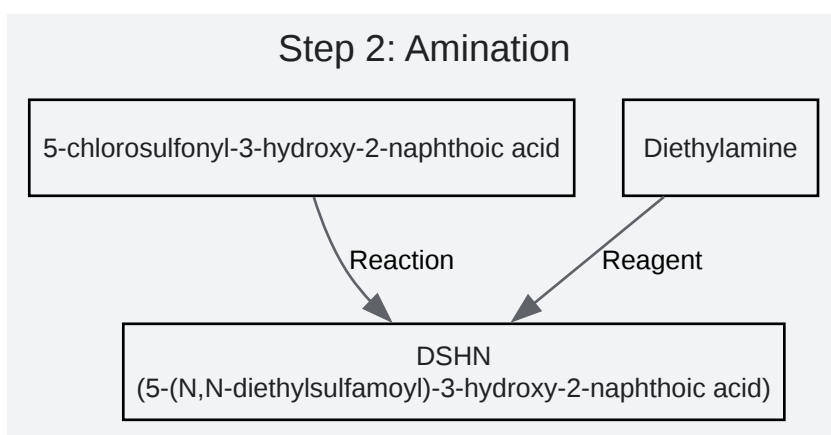 Step 2: Amination
5-chlorosulfonyl-3-hydroxy-2-naphthoic acid
Diethylamine
Reaction
Reagent
DSHN
(5-(N,N-diethylsulfamoyl)-3-hydroxy-2-naphthoic acid)